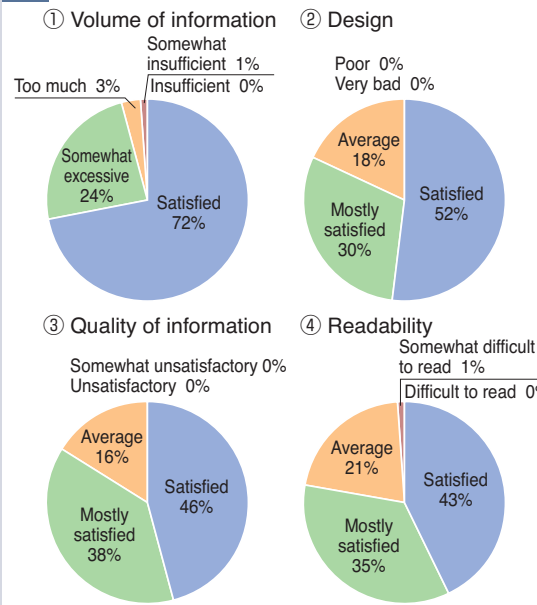 ① Volume of information
Somewhat
insufficient 1%
Too much 3%
Insufficient 0%
Somewhat
excessive
24%
Satisfied
72%
② Design
Poor 0%
Very bad 0%
Average
18%
Satisfied
52%
Mostly
satisfied
30%
③ Quality of information
Somewhat unsatisfactory 0%
Unsatisfactory 0%
Average
16%
Satisfied
46%
Mostly
satisfied
38%
④ Readability
Somewhat difficult
to read 1%
Difficult to read 0%
Average
21%
Satisfied
43%
Mostly
satisfied
35%